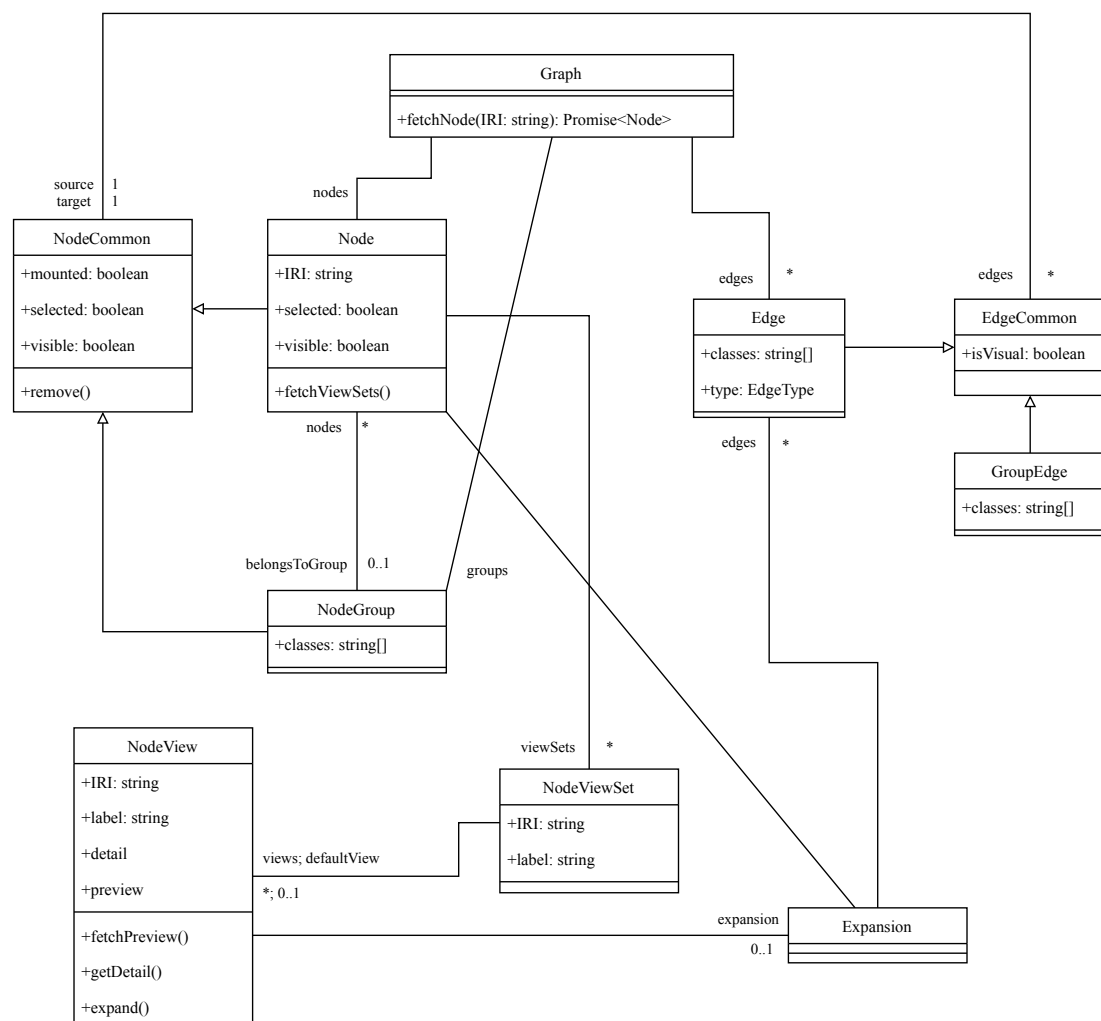 Graph
+fetchNode(IRI: string): Promise<Node>
source 1
target 1
nodes
NodeCommon
+mounted: boolean
+selected: boolean
+visible: boolean
+remove()
Node
+IRI: string
+selected: boolean
+visible: boolean
+fetchViewSets()
edges *
Edge
+classes: string[]
+type: EdgeType
edges *
EdgeCommon
+isVisual: boolean
nodes *
edges *
GroupEdge
+classes: string[]
belongsToGroup 0..1
groups
NodeGroup
+classes: string[]
NodeView
+IRI: string
+label: string
+detail
+preview
+fetchPreview()
+getDetail()
+expand()
viewSets *
NodeViewSet
+IRI: string
+label: string
views; defaultView
*; 0..1
expansion
0..1
Expansion